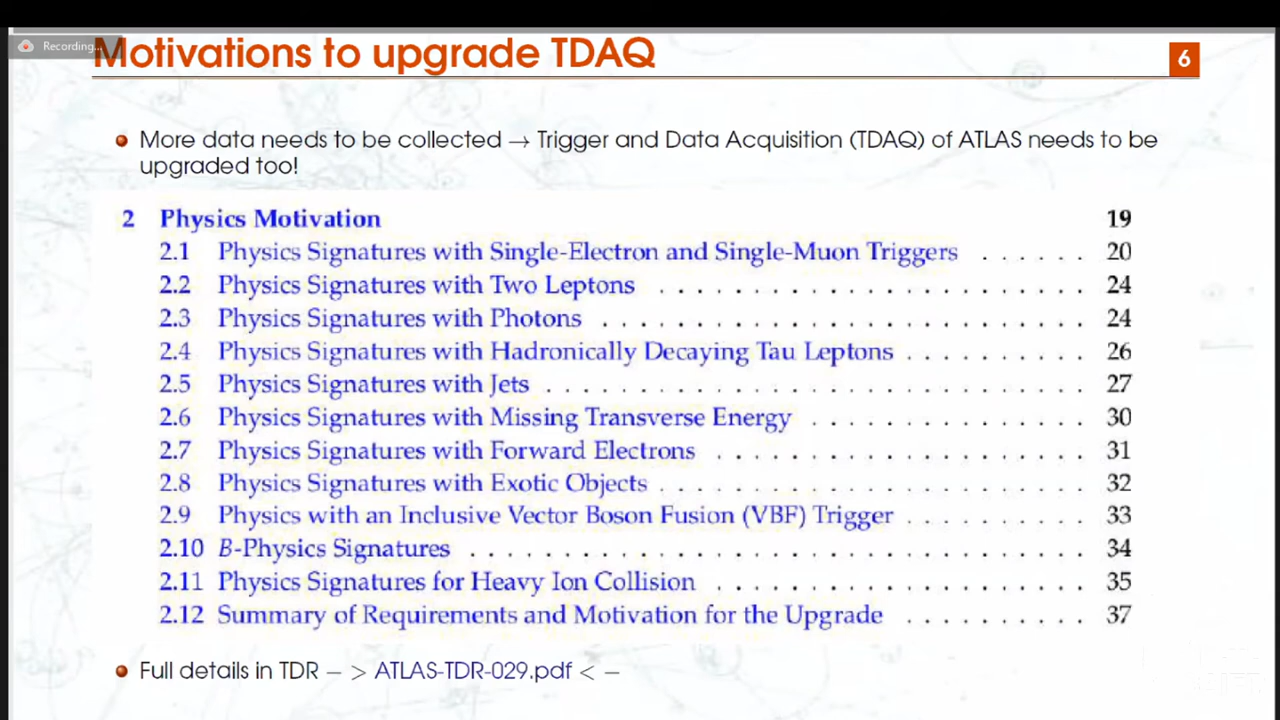 Recording...
Motivations to upgrade TDAQ
6
More data needs to be collected → Trigger and Data Acquisition (TDAQ) of ATLAS needs to be
upgraded too!
2 Physics Motivation 19
2.1 Physics Signatures with Single-Electron and Single-Muon Triggers . . . . . . 20
2.2 Physics Signatures with Two Leptons . . . . . . . . . . . . . . . . . . 24
2.3 Physics Signatures with Photons . . . . . . . . . . . . . . . . . . . . 24
2.4 Physics Signatures with Hadronically Decaying Tau Leptons . . . . . . . . 26
2.5 Physics Signatures with Jets . . . . . . . . . . . . . . . . . . . . . . . 27
2.6 Physics Signatures with Missing Transverse Energy . . . . . . . . . . . . 30
2.7 Physics Signatures with Forward Electrons . . . . . . . . . . . . . . . . 31
2.8 Physics Signatures with Exotic Objects . . . . . . . . . . . . . . . . . . 32
2.9 Physics with an Inclusive Vector Boson Fusion (VBF) Trigger . . . . . . . . 33
2.10 B-Physics Signatures . . . . . . . . . . . . . . . . . . . . . . . . . . 34
2.11 Physics Signatures for Heavy Ion Collision . . . . . . . . . . . . . . . . 35
2.12 Summary of Requirements and Motivation for the Upgrade . . . . . . . . 37
Full details in TDR − > ATLAS-TDR-029.pdf < −